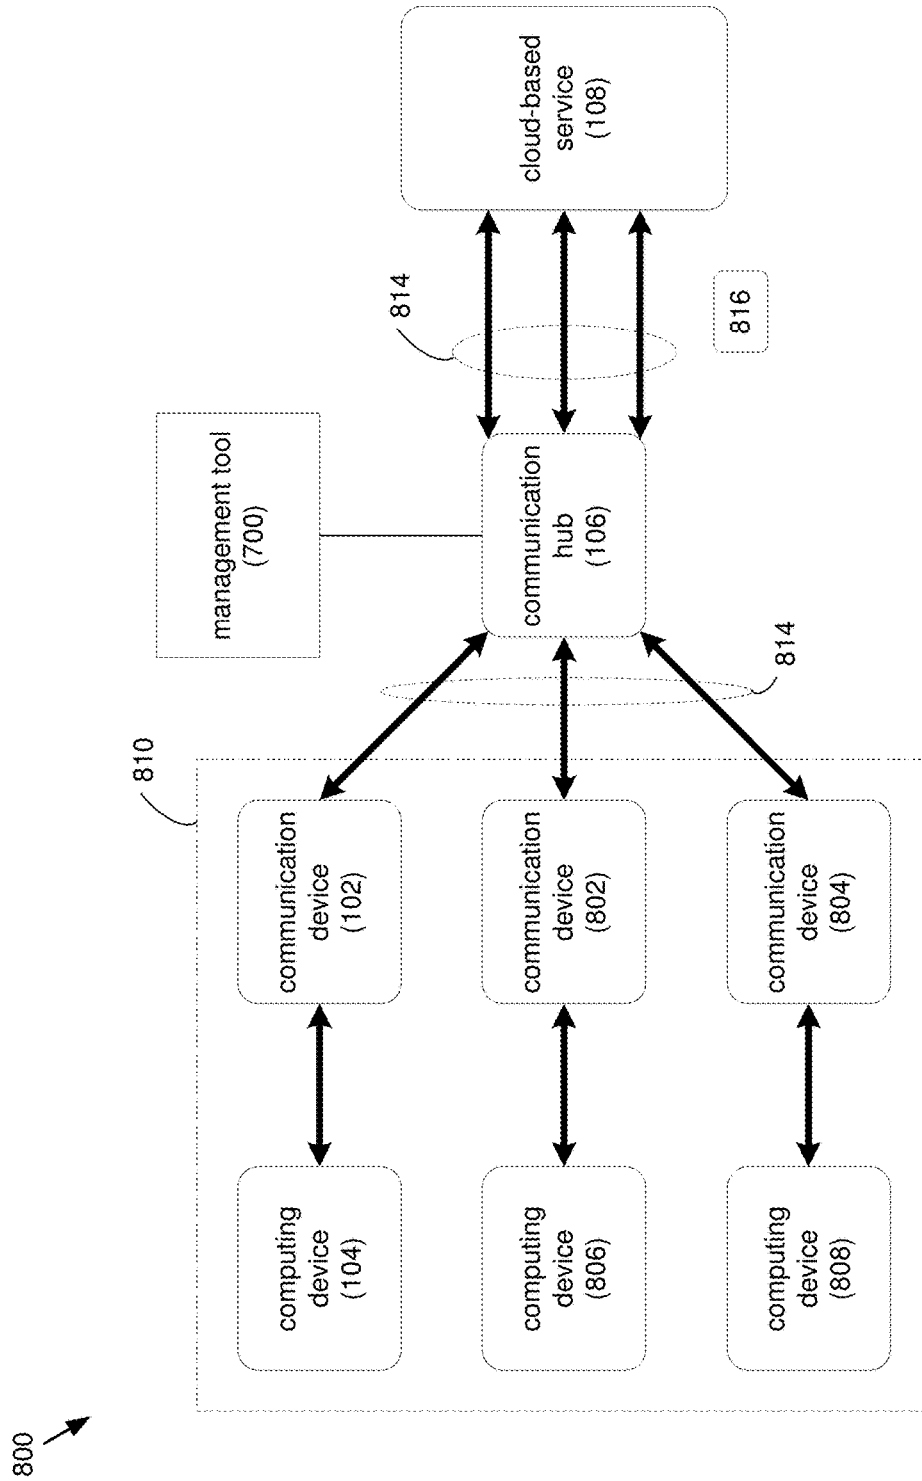 800
810
computing
device
(104)
communication
device
(102)
management tool
(700)
814
computing
device
(806)
communication
device
(802)
communication
hub
(106)
cloud-based
service
(108)
computing
device
(808)
communication
device
(804)
814
816